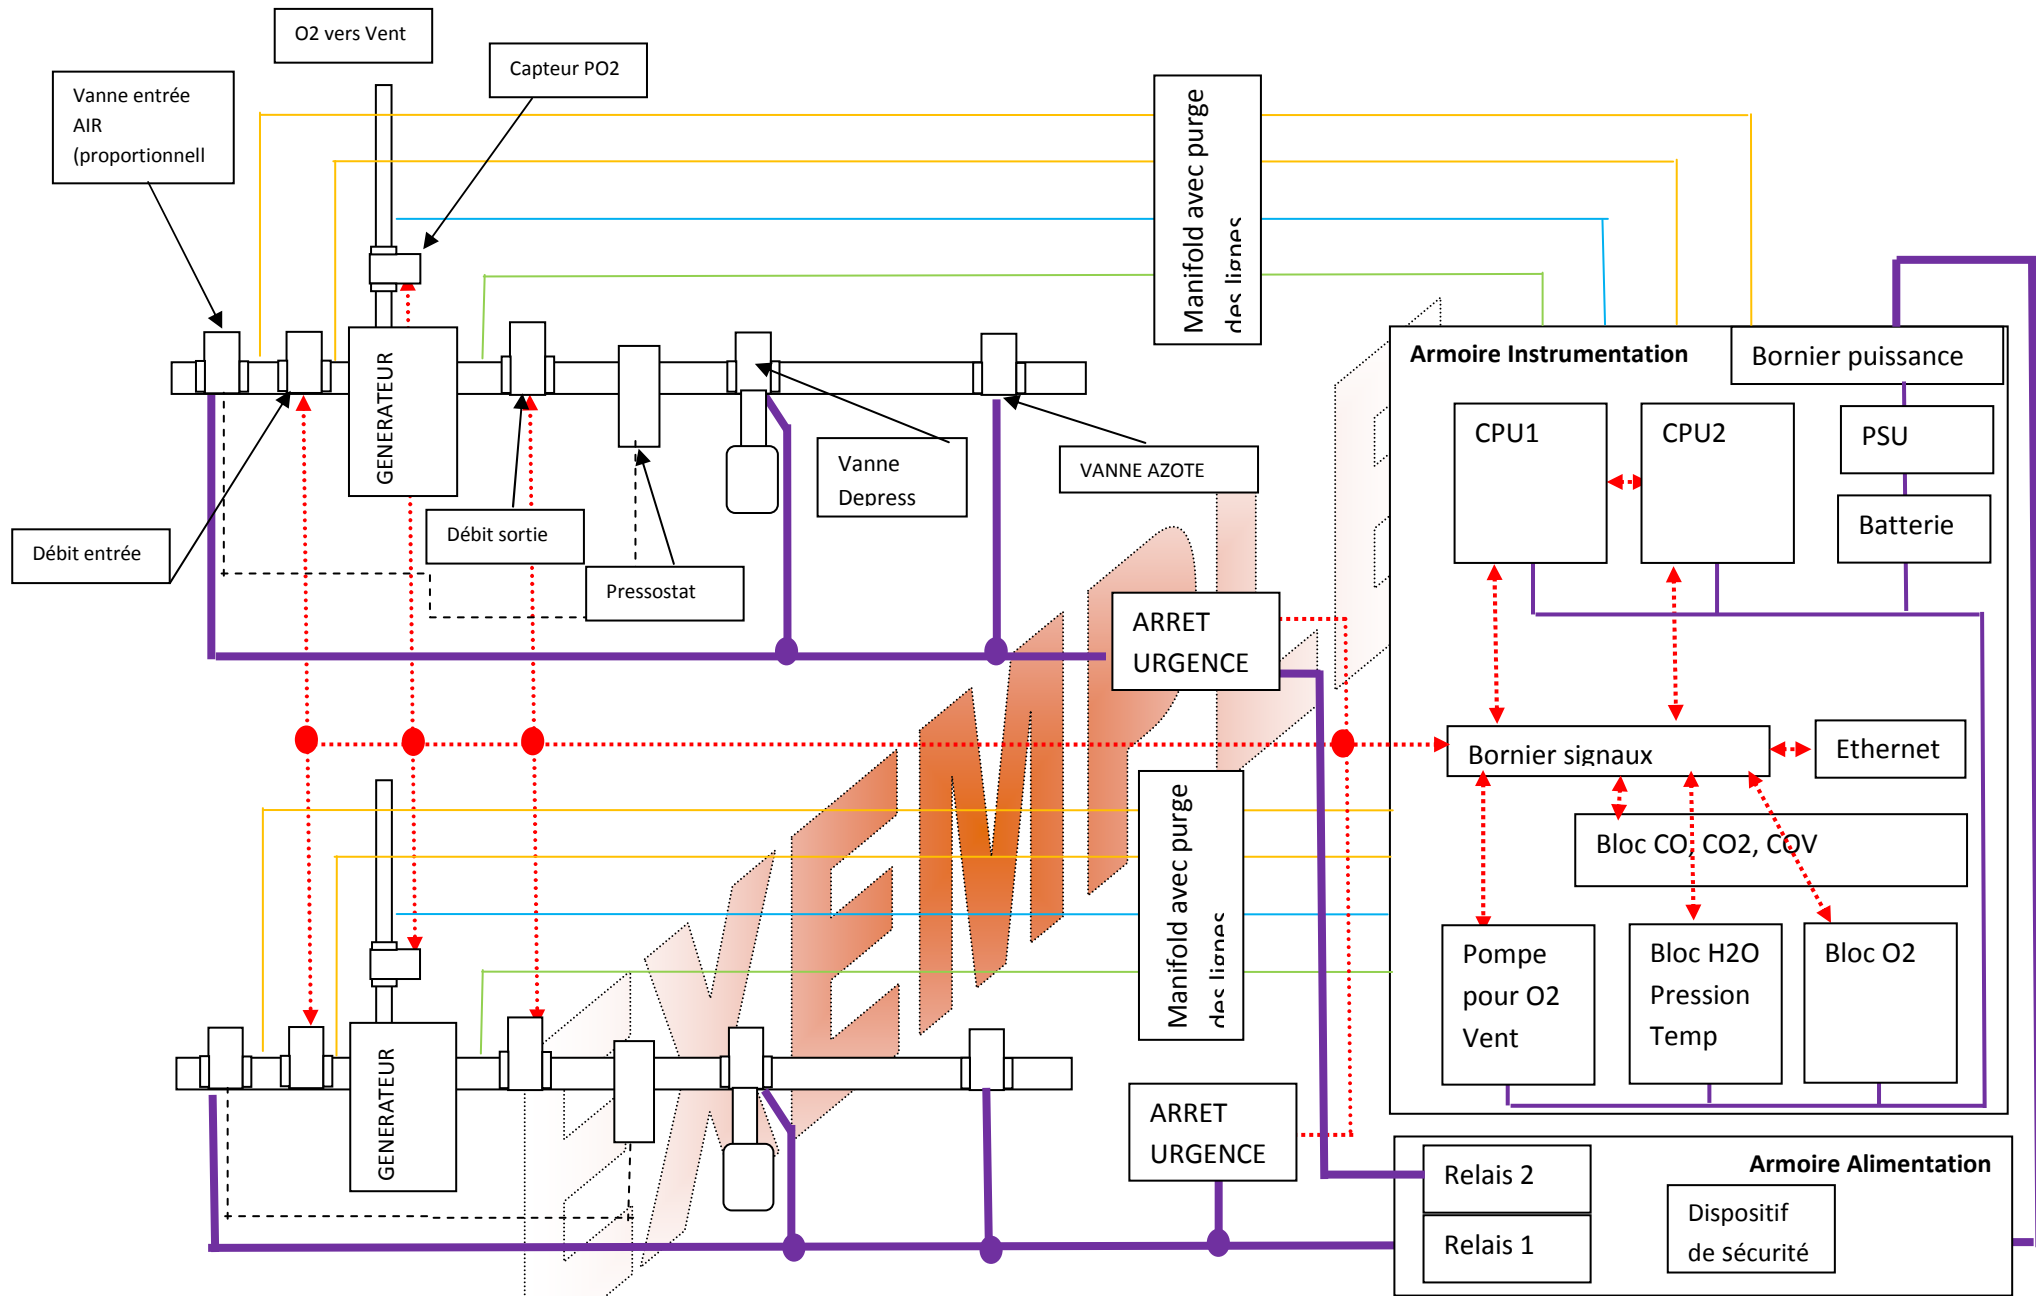 O2 vers Vent
Capteur PO2
Vanne entrée
AIR
(proportionnell
Manifold avec purge
des lignes
GENERATEUR
Armoire Instrumentation
Bornier puissance
CPU1
CPU2
PSU
Batterie
Vanne
Depress
VANNE AZOTE
Débit entrée
Débit sortie
Pressostat
ARRET
URGENCE
Bornier signaux
Ethernet
Bloc CO, CO2, COV
Manifold avec purge
des lignes
Pompe
pour O2
Vent
Bloc H2O
Pression
Temp
Bloc O2
GENERATEUR
ARRET
URGENCE
Armoire Alimentation
Relais 2
Relais 1
Dispositif
de sécurité
EXEMPLE